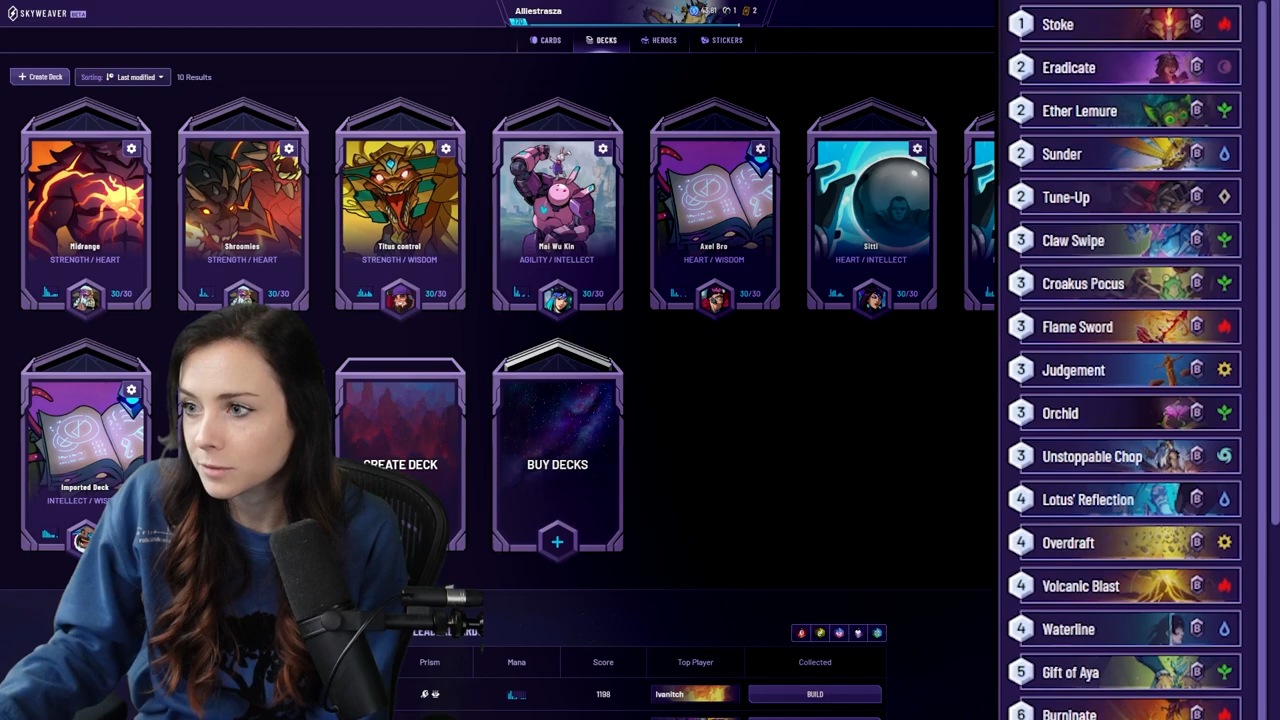 SKYWEAVER BETA
Alliestrasza
CARDS
DECKS
HEROES
STICKERS
Create Deck
Sorting: Last modified
10 Results
Midrange
STRENGTH / HEART
30/30
Shroomies
STRENGTH / HEART
30/30
Titus control
STRENGTH / WISDOM
30/30
Mai Wu Kin
AGILITY / INTELLECT
30/30
Axel Bro
HEART / WISDOM
30/30
Sitti
HEART / INTELLECT
30/30
Imported Deck
CREATE DECK
BUY DECKS
Prism
Mana
Score
Top Player
Collected
1198
Ivanitch
BUILD
1 Stoke
2 Eradicate
2 Ether Lemure
2 Sunder
2 Tune-Up
3 Claw Swipe
3 Croakus Pocus
3 Flame Sword
3 Judgement
3 Orchid
3 Unstoppable Chop
4 Lotus' Reflection
4 Overdraft
4 Volcanic Blast
4 Waterline
5 Gift of Aya
6 Burninate